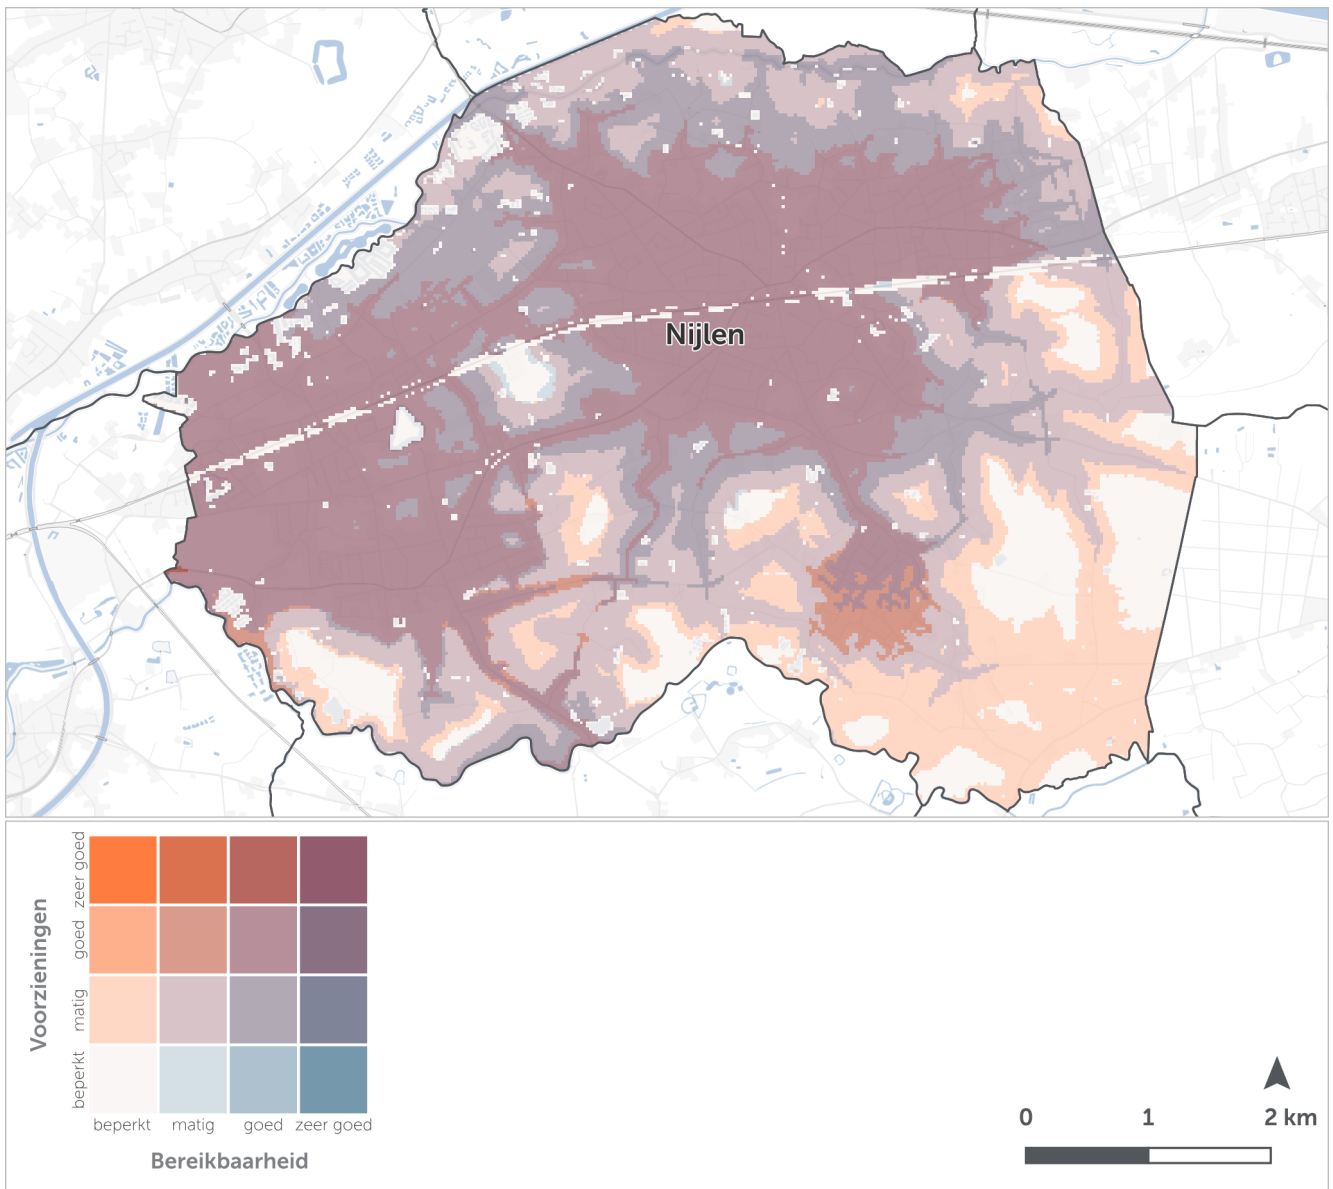 Nijlen
Voorzieningen
zeer goed
goed
matig
beperkt
beperkt matig goed zeer goed
Bereikbaarheid
0 1 2 km